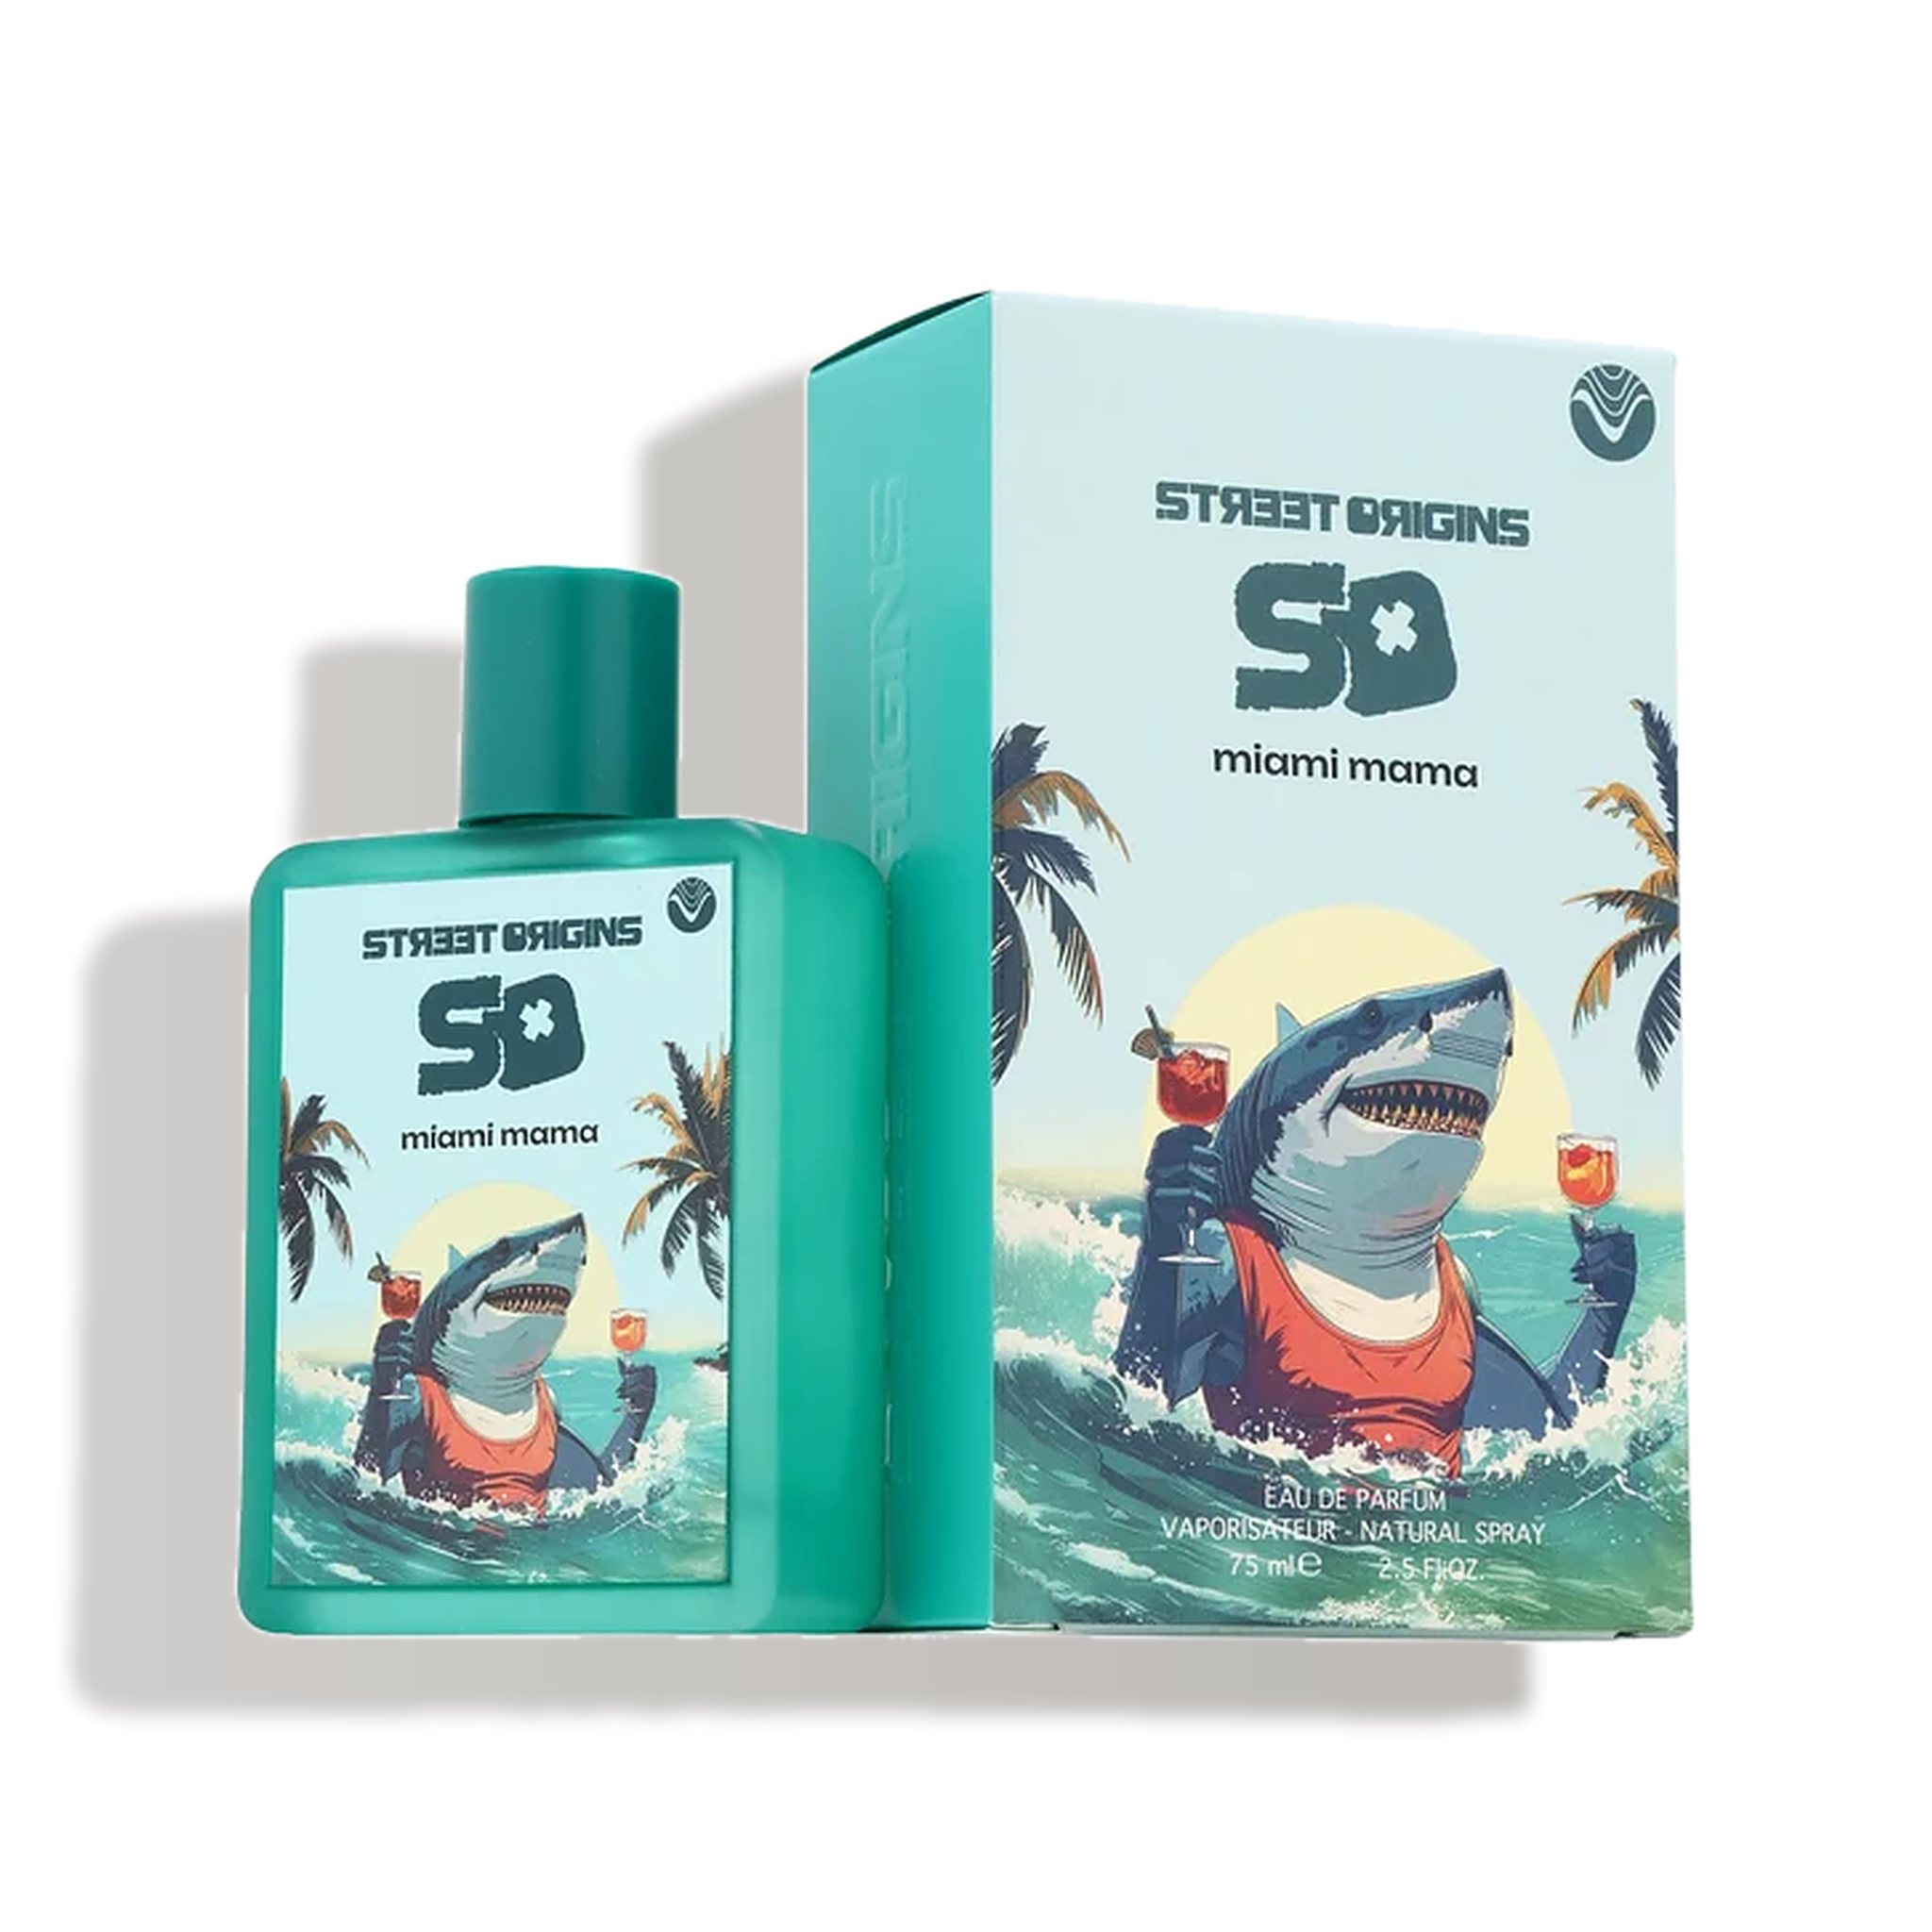 STREET ORIGINS
SO
miami mama
STREET ORIGINS
SO
miami mama
EAU DE PARFUM
VAPORISATEUR - NATURAL SPRAY
75 ml e 2.5 Fl.OZ.